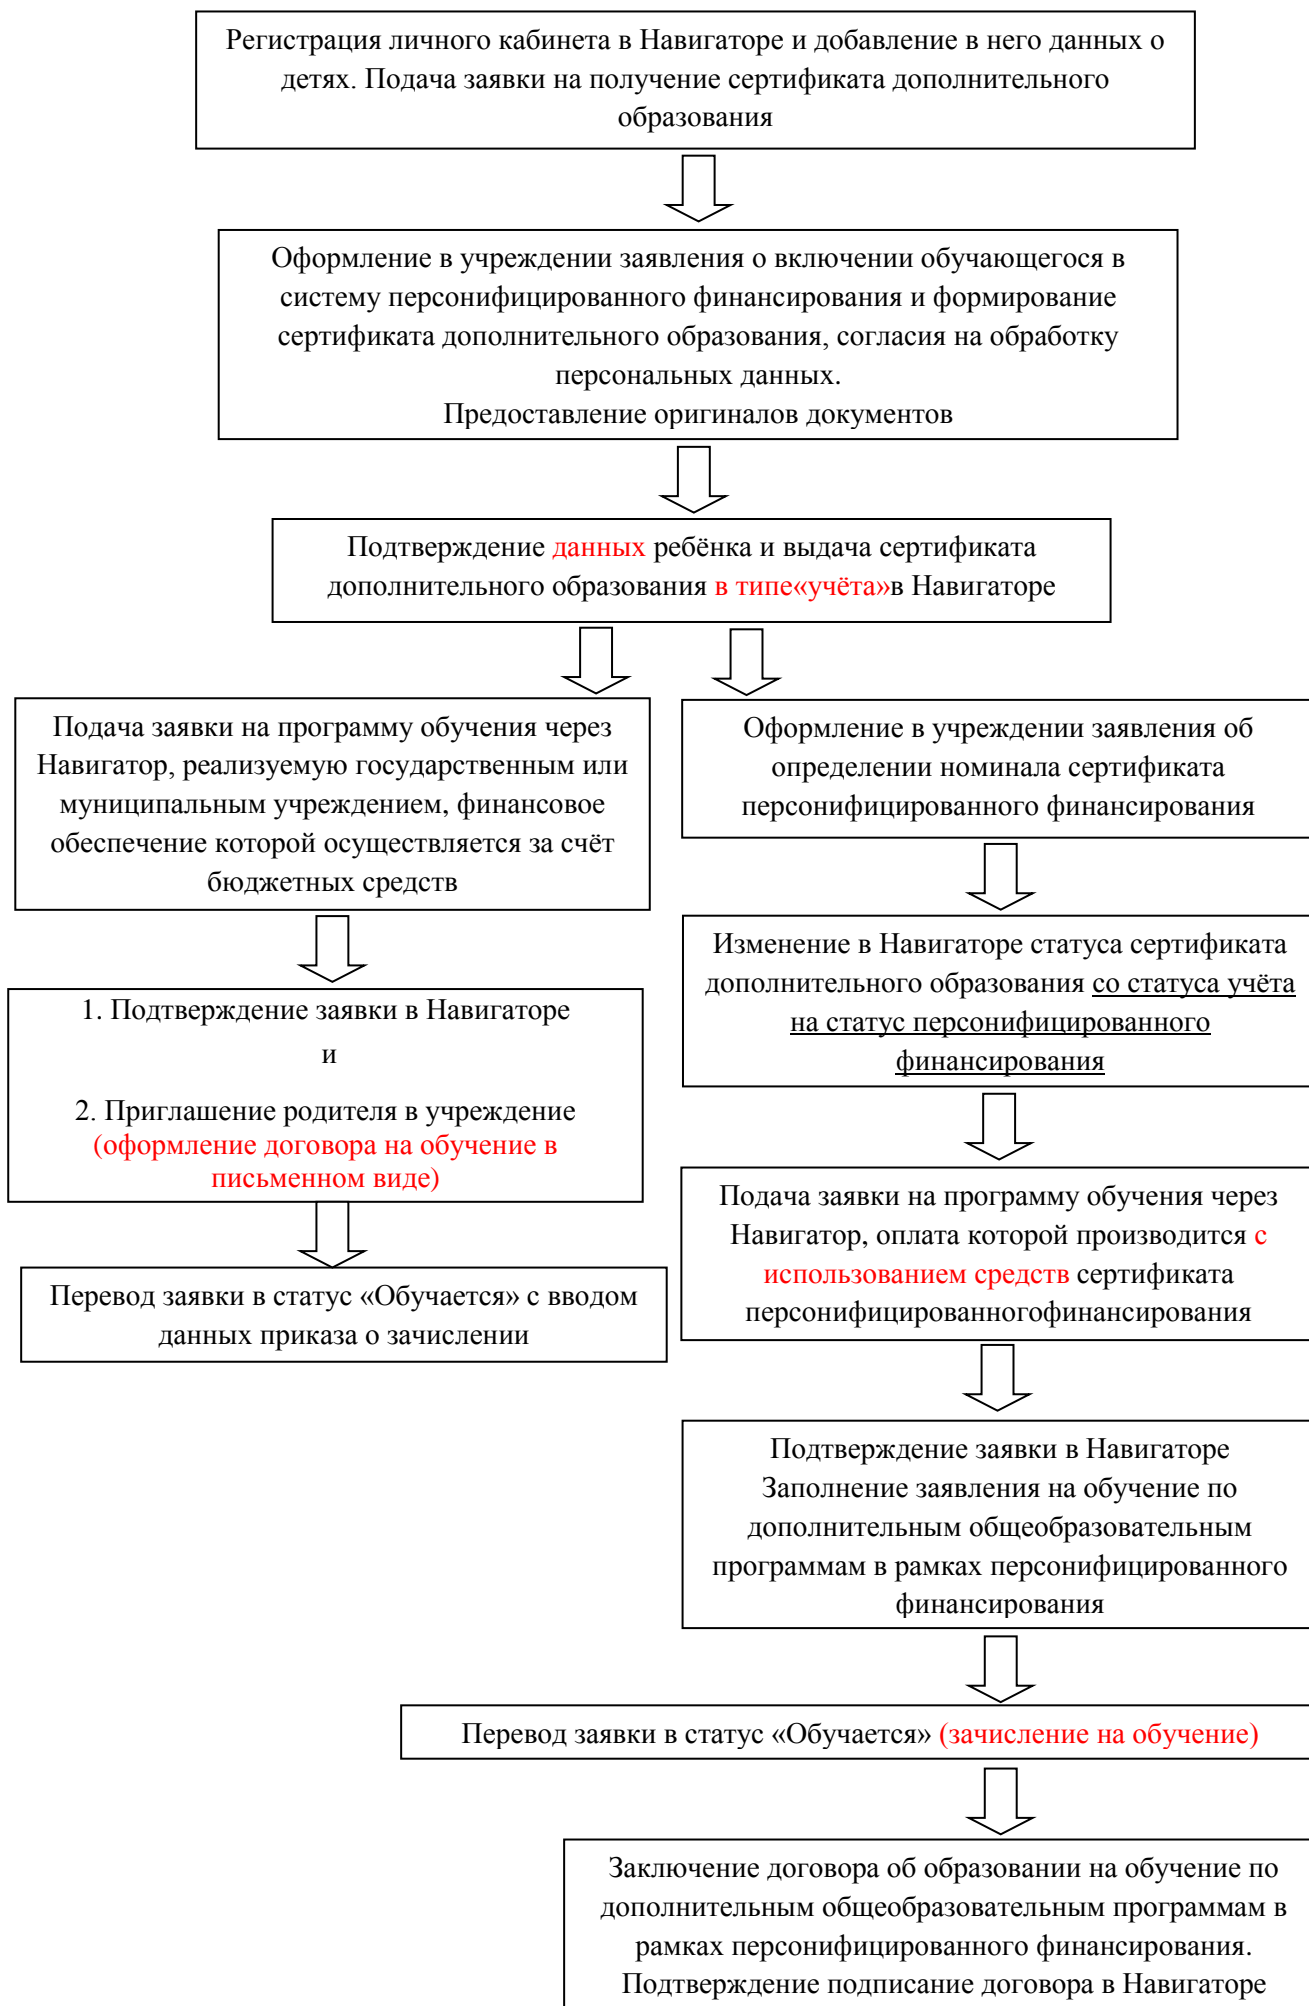 Регистрация личного кабинета в Навигаторе и добавление в него данных о
детях. Подача заявки на получение сертификата дополнительного
образования
Оформление в учреждении заявления о включении обучающегося в
систему персонифицированного финансирования и формирование
сертификата дополнительного образования, согласия на обработку
персональных данных.
Предоставление оригиналов документов
Подтверждение данных ребёнка и выдача сертификата
дополнительного образования в типе«учёта»в Навигаторе
Подача заявки на программу обучения через
Навигатор, реализуемую государственным или
муниципальным учреждением, финансовое
обеспечение которой осуществляется за счёт
бюджетных средств
1. Подтверждение заявки в Навигаторе
и
2. Приглашение родителя в учреждение
(оформление договора на обучение в
письменном виде)
Перевод заявки в статус «Обучается» с вводом
данных приказа о зачислении
Оформление в учреждении заявления об
определении номинала сертификата
персонифицированного финансирования
Изменение в Навигаторе статуса сертификата
дополнительного образования со статуса учёта
на статус персонифицированного
финансирования
Подача заявки на программу обучения через
Навигатор, оплата которой производится с
использованием средств сертификата
персонифицированногофинансирования
Подтверждение заявки в Навигаторе
Заполнение заявления на обучение по
дополнительным общеобразовательным
программам в рамках персонифицированного
финансирования
Перевод заявки в статус «Обучается» (зачисление на обучение)
Заключение договора об образовании на обучение по
дополнительным общеобразовательным программам в
рамках персонифицированного финансирования.
Подтверждение подписание договора в Навигаторе